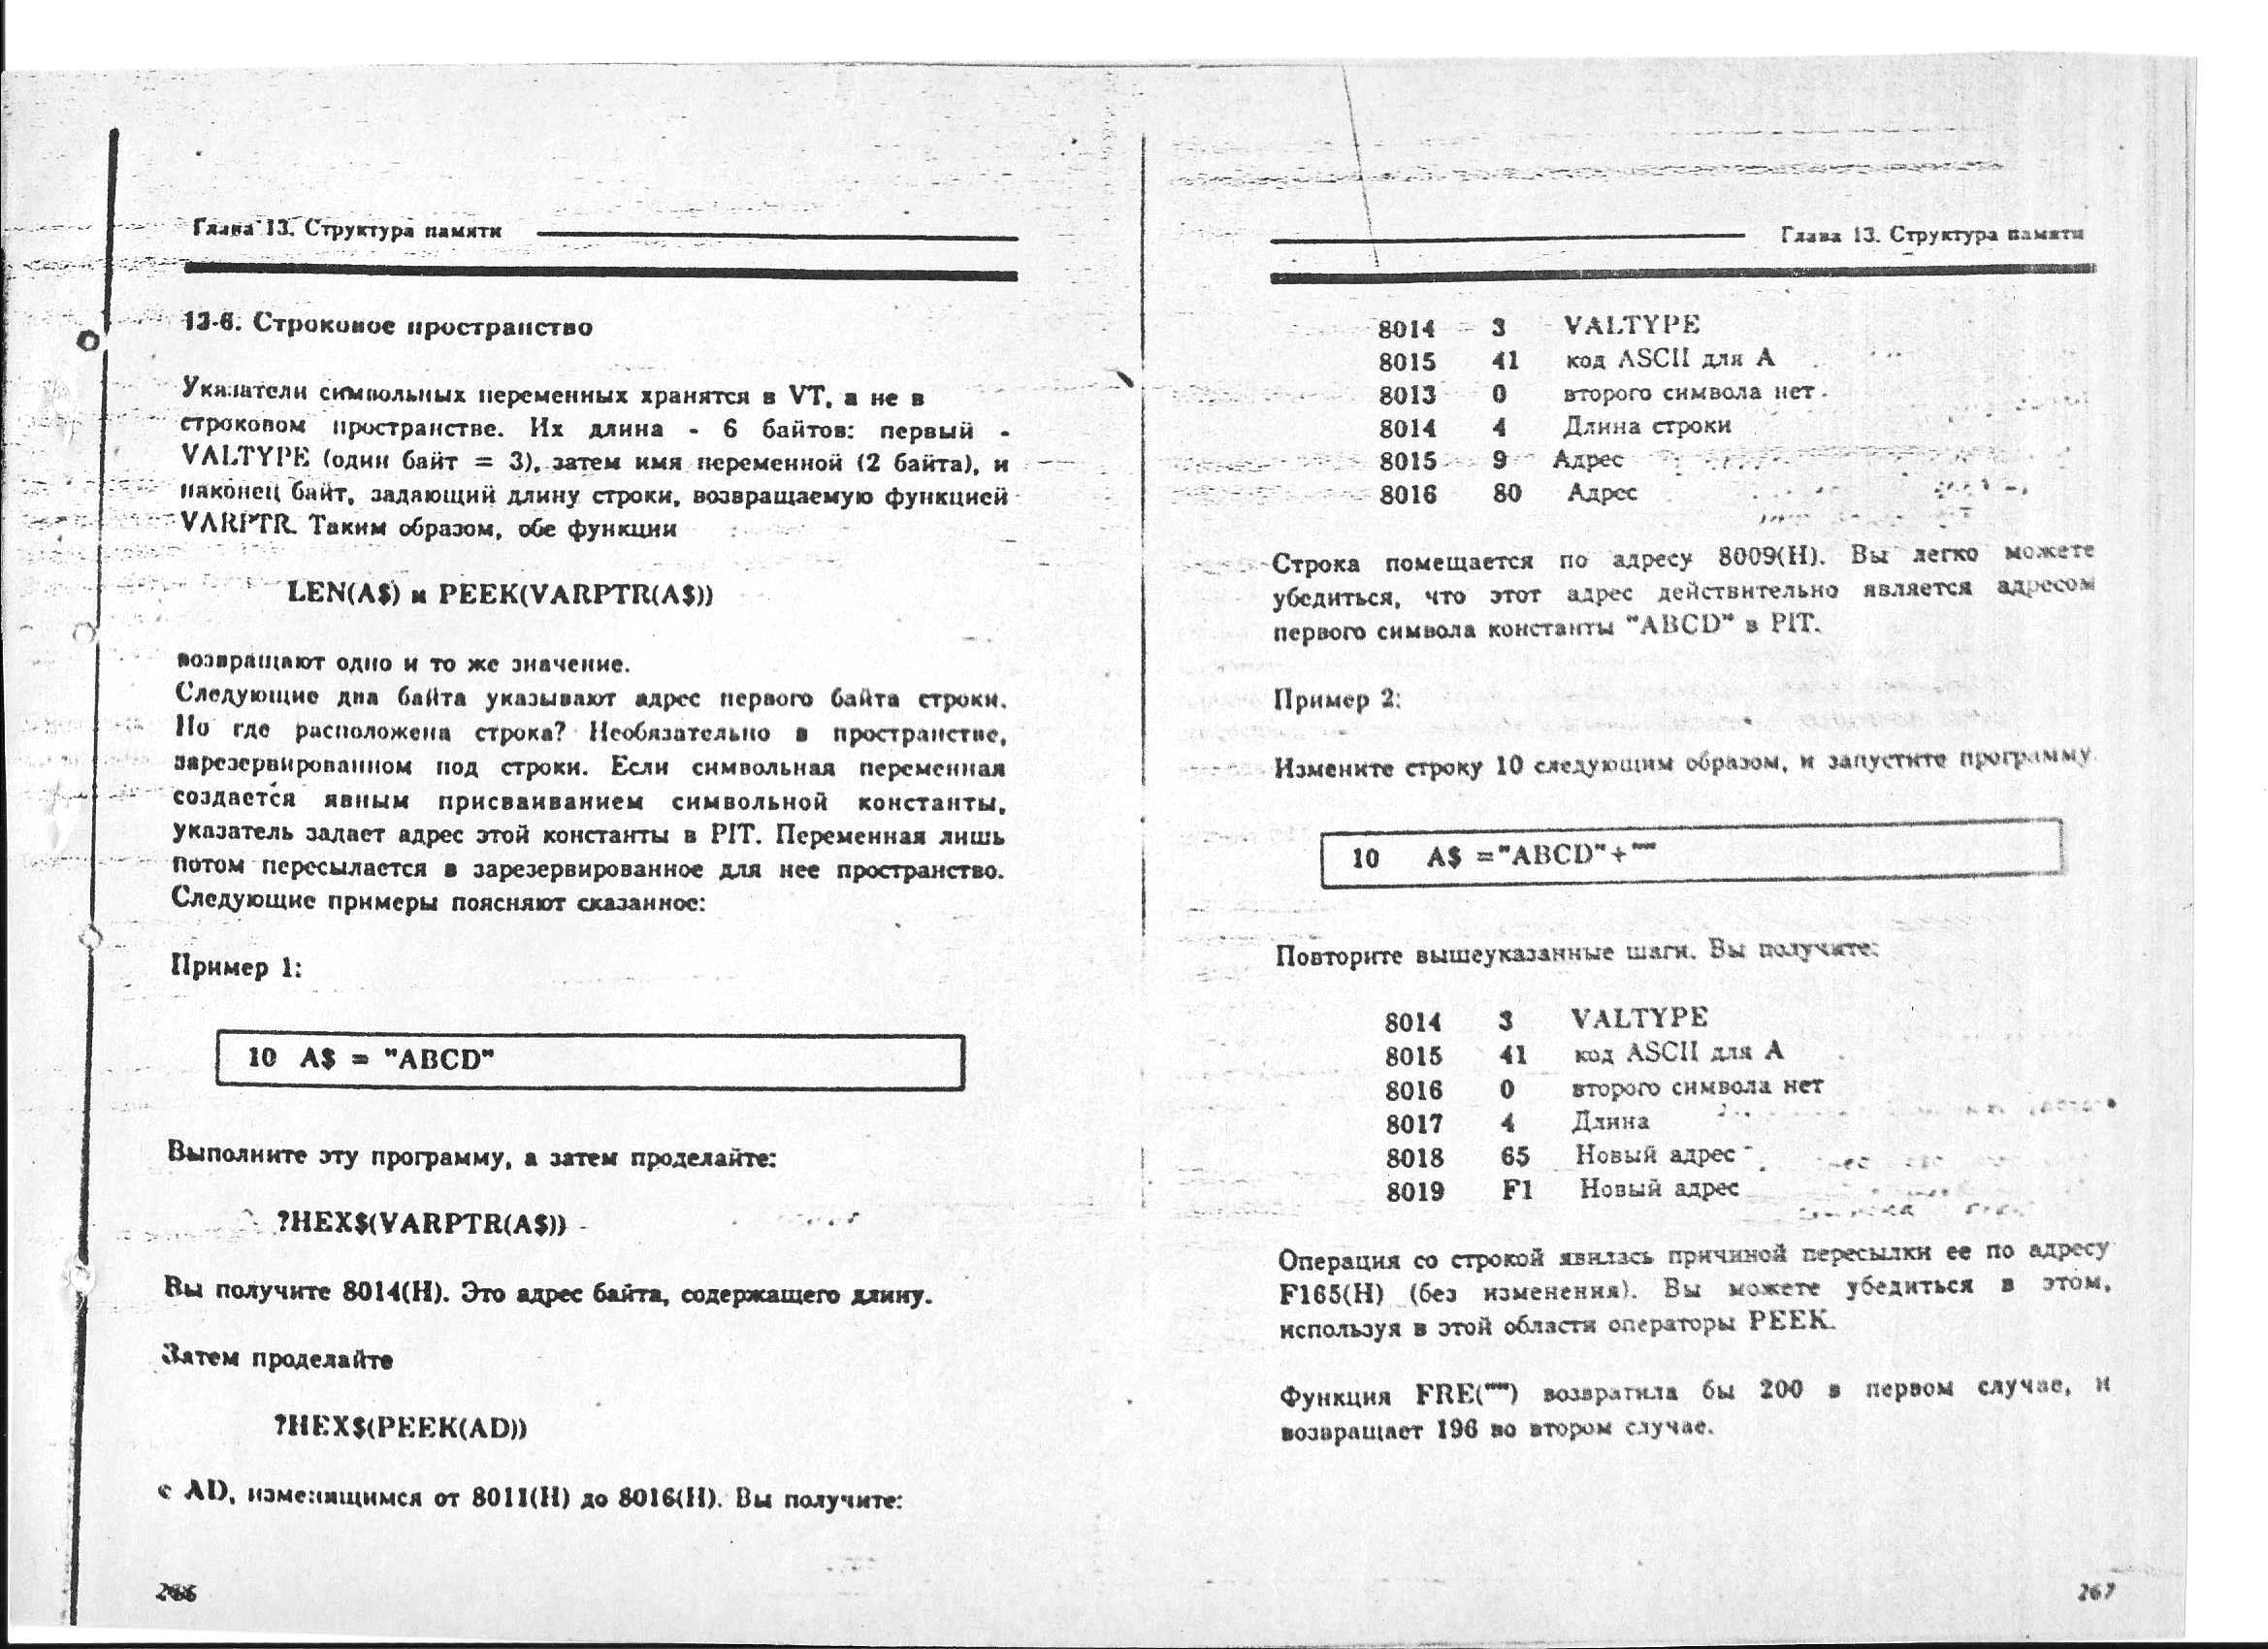 Глава 13. Структура памяти
13-6. Строковое пространство
Указатели символьных переменных хранятся в VT, а не в
строковом пространстве. Их длина - 6 байтов: первый -
VALTYPE (один байт = 3), затем имя переменной (2 байта), и
наконец байт, задающий длину строки, возвращаемую функцией
VARPTR. Таким образом, обе функции
LEN(A$) и PEEK(VARPTR(A$))
возвращают одно и то же значение.
Следующие два байта указывают адрес первого байта строки.
Но где расположена строка? Необязательно в пространстве,
зарезервированном под строки. Если символьная переменная
создается явным присваиванием символьной константы,
указатель задает адрес этой константы в PIT. Переменная лишь
потом пересылается в зарезервированное для нее пространство.
Следующие примеры поясняют сказанное:
Пример 1:
10 A$ = "ABCD"
Выполните эту программу, а затем проделайте:
?HEX$(VARPTR(A$))
Вы получите 8014(H). Это адрес байта, содержащего длину.
Затем проделайте
?HEX$(PEEK(AD))
с AD, изменящимся от 8011(H) до 8016(H). Вы получите:
266
Глава 13. Структура памяти
8014 3 VALTYPE
8015 41 код ASCII для A
8013 0 второго символа нет.
8014 4 Длина строки
8015 9 Адрес
8016 80 Адрес
Строка помещается по адресу 8009(H). Вы легко можете
убедиться, что этот адрес действительно является адресом
первого символа константы "ABCD" в PIT.
Пример 2:
Измените строку 10 следующим образом, и запустите программу
10 A$ ="ABCD"+""
Повторите вышеуказанные шаги. Вы получите:
8014 3 VALTYPE
8015 41 код ASCII для A
8016 0 второго символа нет
8017 4 Длина
8018 65 Новый адрес
8019 F1 Новый адрес
Операция со строкой явилась причиной пересылки ее по адресу
F165(H) (без изменения). Вы можете убедиться в этом,
используя в этой области операторы PEEK.
Функция FRE("") возвратила бы 200 в первом случае, и
возвращает 196 во втором случае.
267